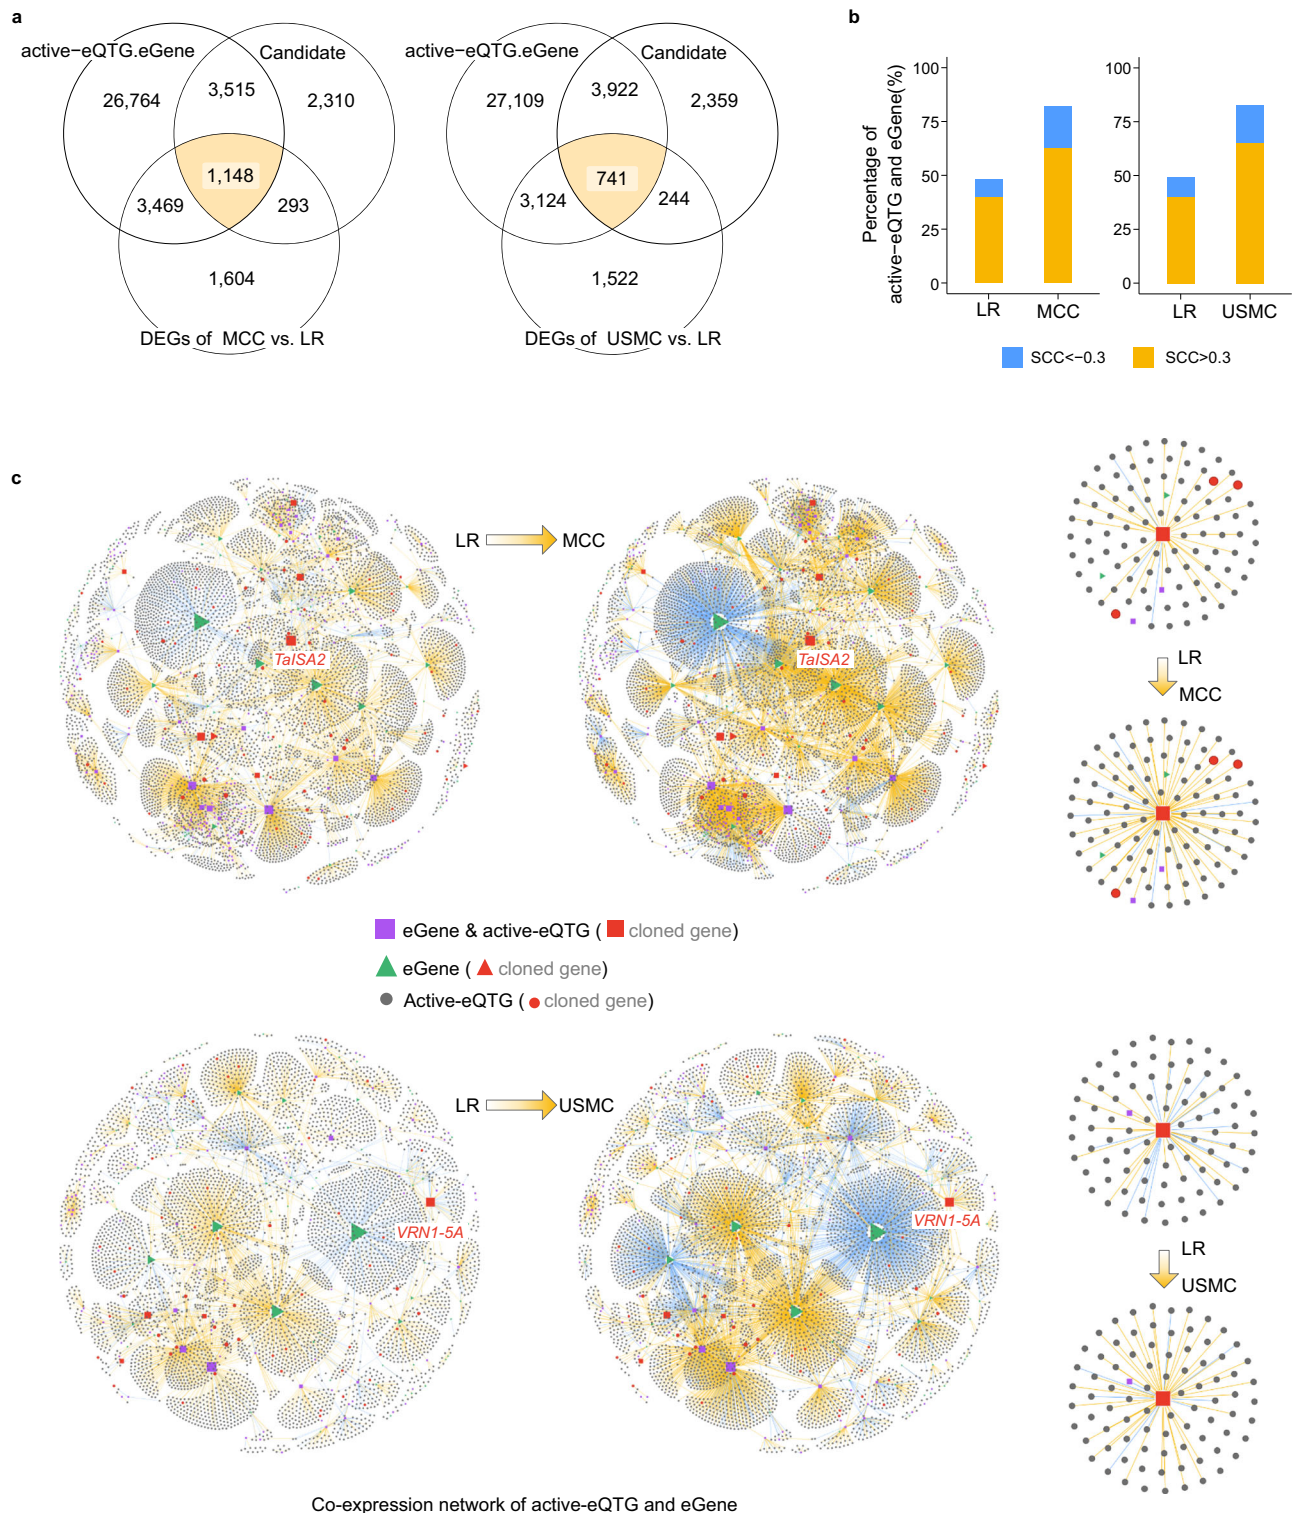 a
active−eQTG.eGene
Candidate
26,764
3,515
2,310
1,148
3,469
293
1,604
DEGs of MCC vs. LR
active−eQTG.eGene
Candidate
27,109
3,922
2,359
741
3,124
244
1,522
DEGs of USMC vs. LR
b
Percentage of
active−eQTG and eGene(%)
100
75
50
25
0
LR
MCC
100
75
50
25
0
LR
USMC
SCC<−0.3
SCC>0.3
c
LR
MCC
TaISA2
TaISA2
LR
MCC
eGene & active-eQTG ( cloned gene)
eGene ( cloned gene)
Active-eQTG ( cloned gene)
LR
USMC
VRN1-5A
VRN1-5A
LR
USMC
Co-expression network of active-eQTG and eGene